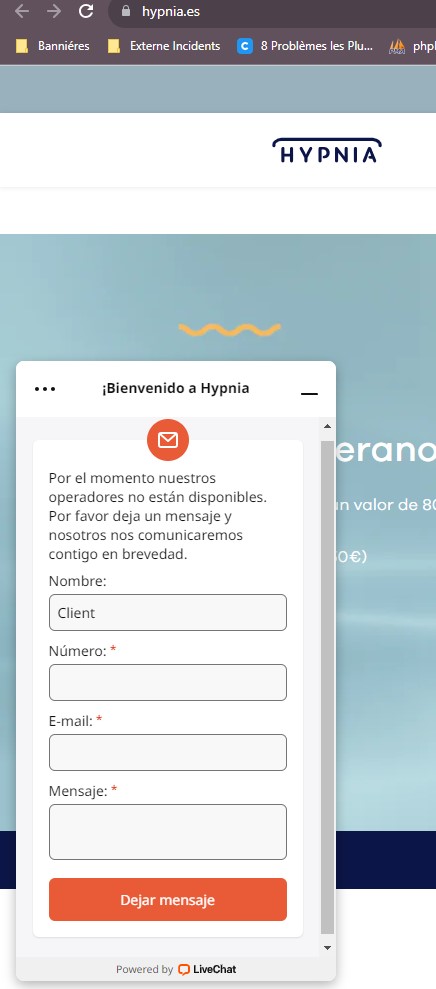 hypnia.es
Banniéres
Externe Incidents
8 Problèmes les Plu...
HYPNIA
¡Bienvenido a Hypnia
erano
un valor de 80
0€)
Por el momento nuestros
operadores no están disponibles.
Por favor deja un mensaje y
nosotros nos comunicaremos
contigo en brevedad.
Nombre:
Client
Número: *
E-mail: *
Mensaje: *
Dejar mensaje
Powered by LiveChat